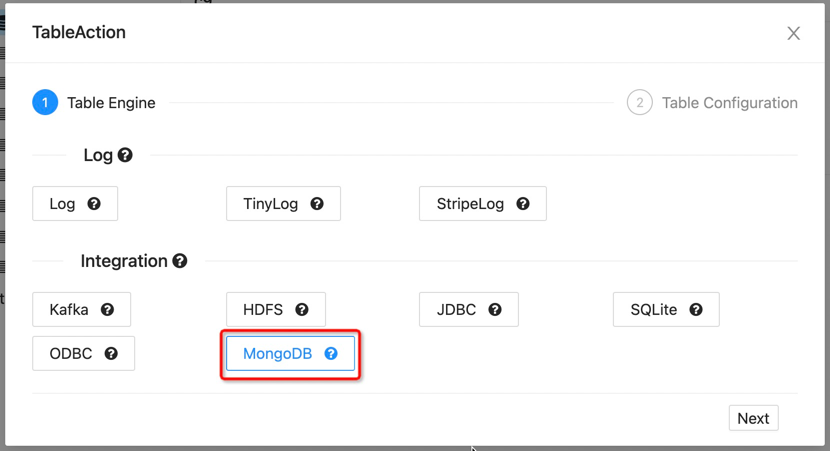 TableAction
1 Table Engine
2 Table Configuration
Log ?
Log ? TinyLog ? StripeLog ?
Integration ?
Kafka ? HDFS ? JDBC ? SQLite ?
ODBC ? MongoDB ?
Next